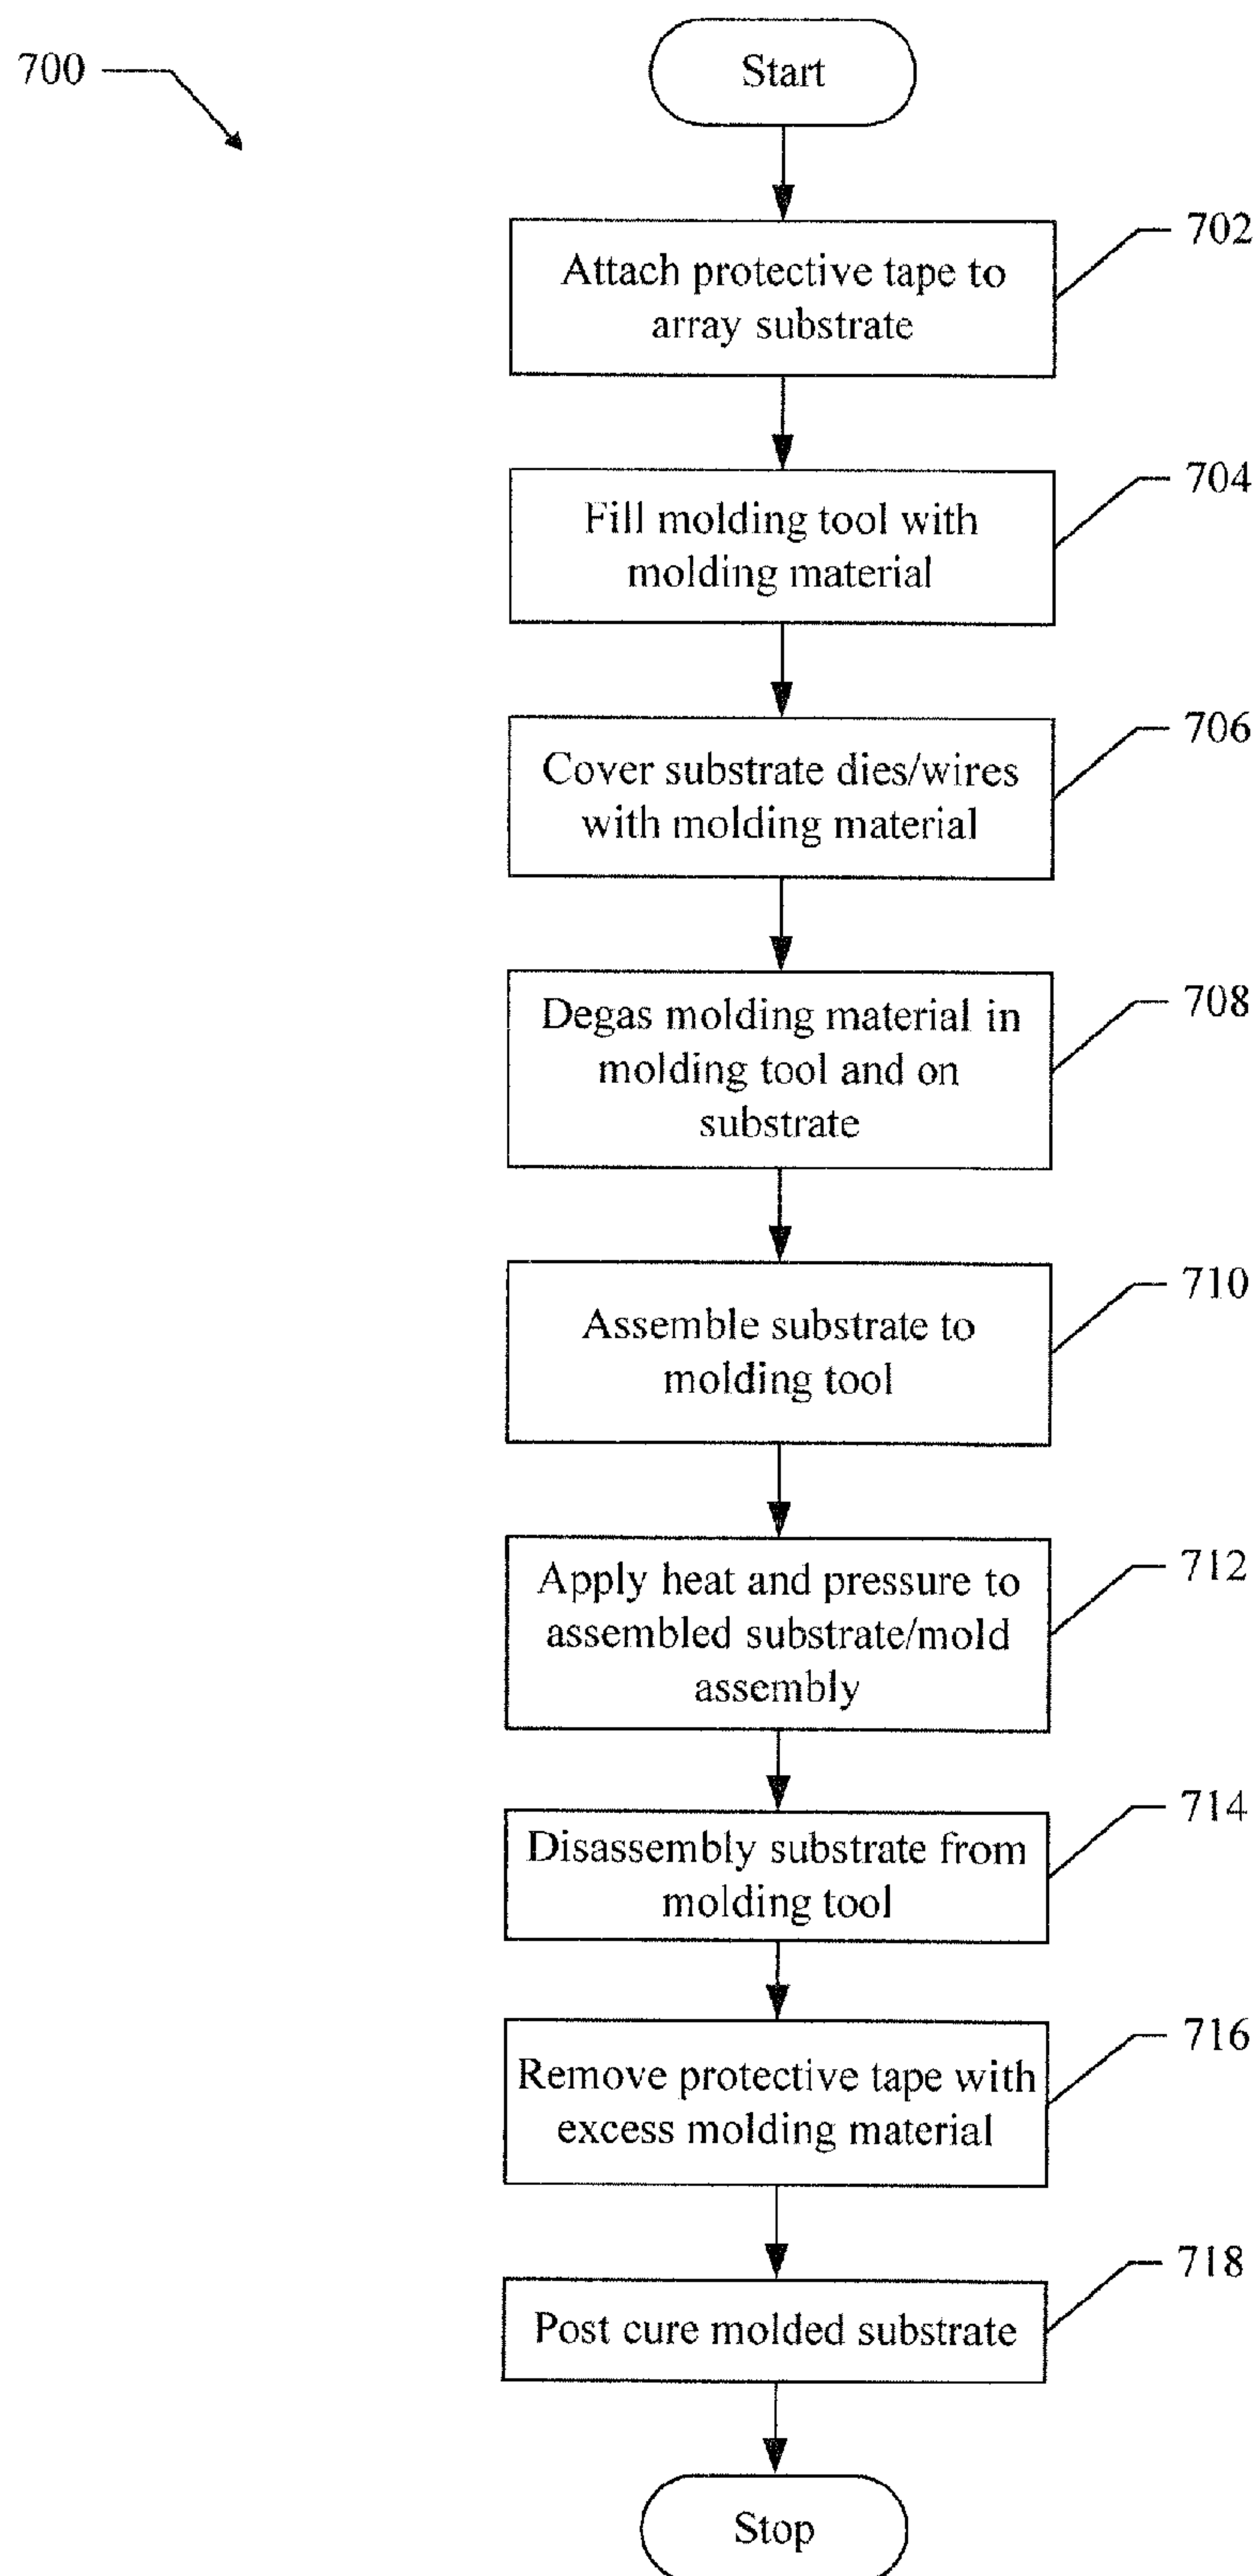 700
Start
702
Attach protective tape to
array substrate
704
Fill molding tool with
molding material
706
Cover substrate dies/wires
with molding material
708
Degas molding material in
molding tool and on
substrate
710
Assemble substrate to
molding tool
712
Apply heat and pressure to
assembled substrate/mold
assembly
714
Disassembly substrate from
molding tool
716
Remove protective tape with
excess molding material
718
Post cure molded substrate
Stop